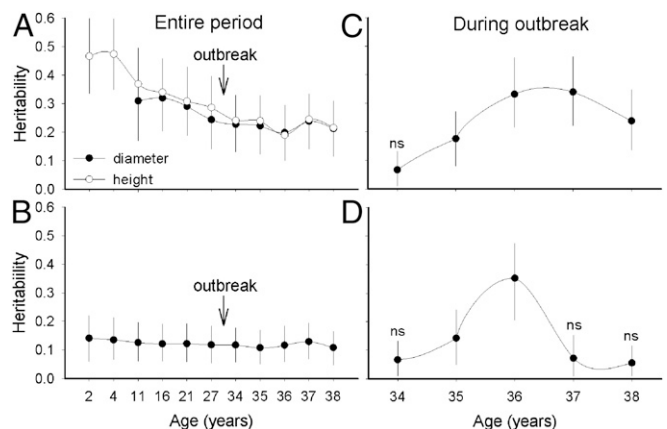 A Entire period
outbreak
Heritability
0.6
0.5
0.4
0.3
0.2
0.1
0.0
diameter
height
C During outbreak
ns
B
outbreak
Heritabiility
0.6
0.5
0.4
0.3
0.2
0.1
0.0
2 4 11 16 21 27 34 35 36 37 38
Age (years)
D
ns
ns
ns
34 35 36 37 38
Age (years)